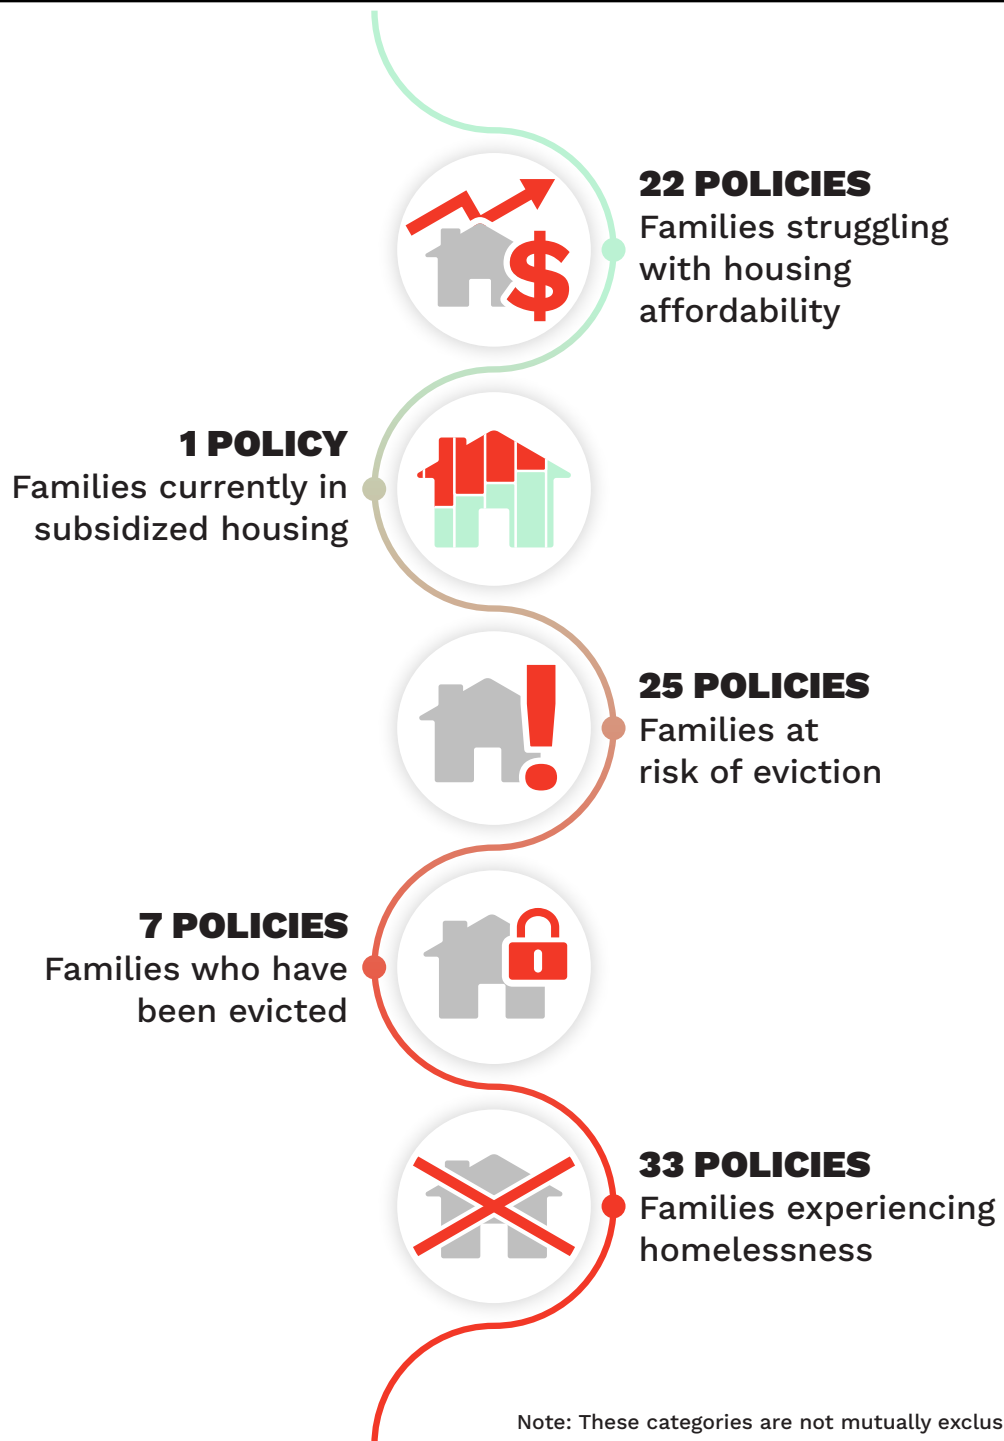 22 POLICIES
Families struggling
with housing
affordability
1 POLICY
Families currently in
subsidized housing
25 POLICIES
Families at
risk of eviction
7 POLICIES
Families who have
been evicted
33 POLICIES
Families experiencing
homelessness
Note: These categories are not mutually exclus